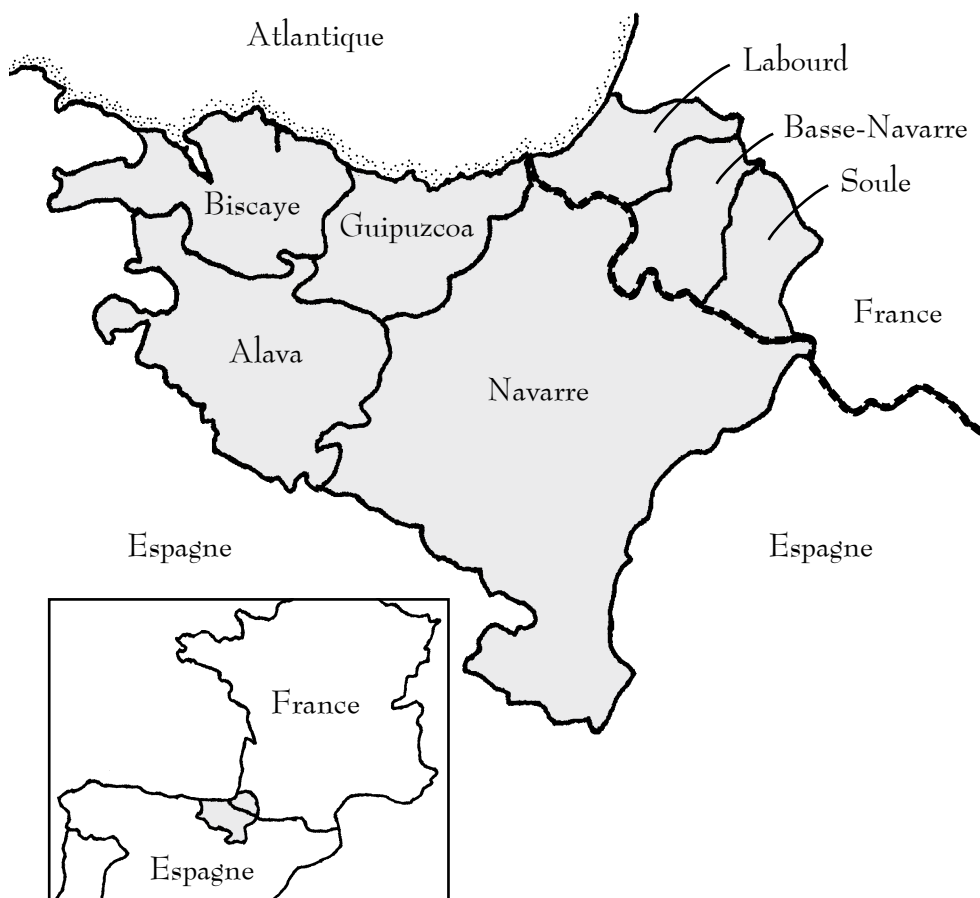 Atlantique
Labourd
Basse-Navarre
Soule
Biscaye
Guipuzcoa
France
Alava
Navarre
Espagne
Espagne
France
Espagne